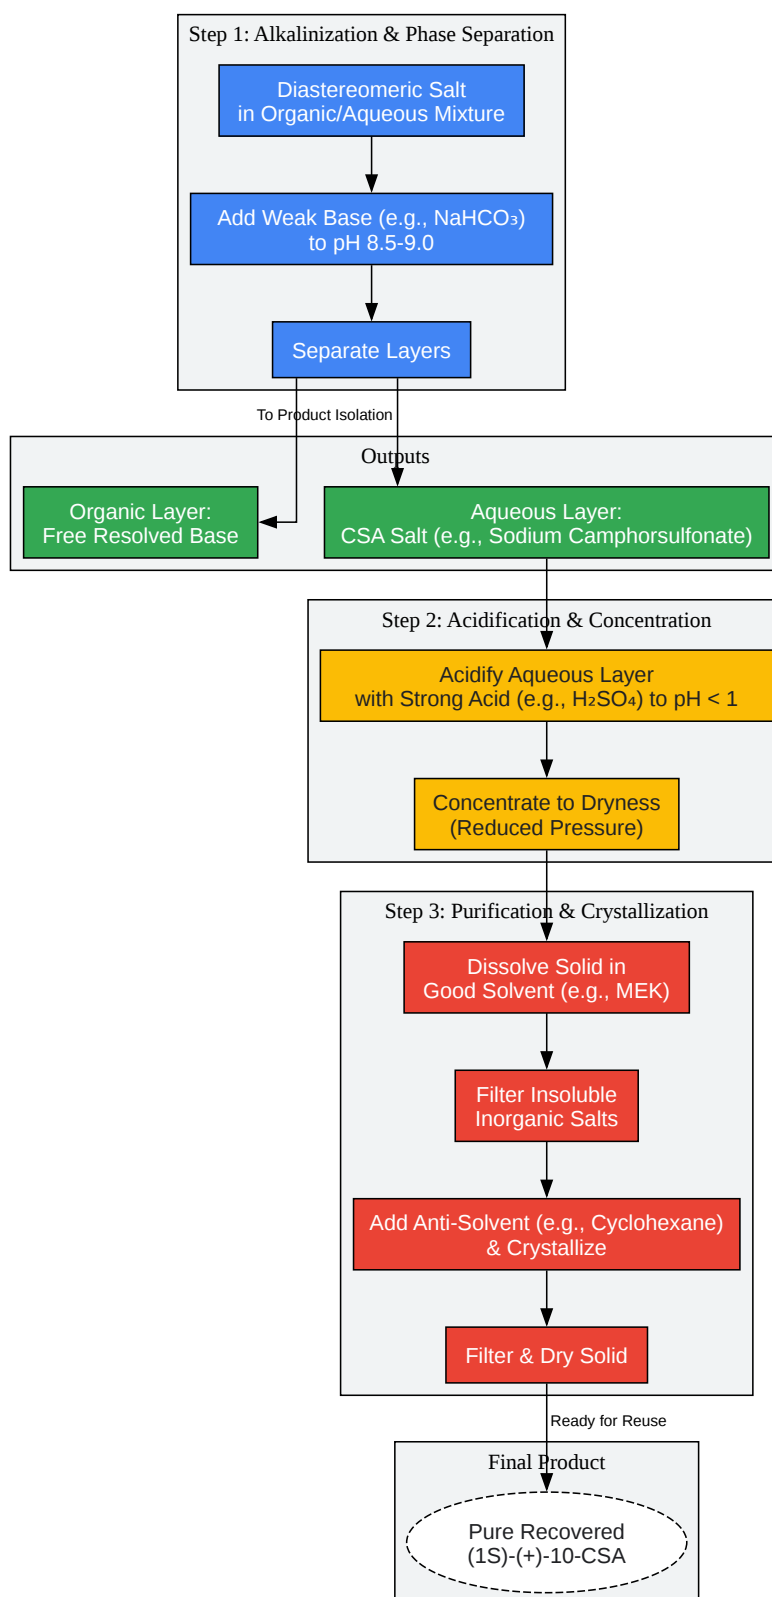 Step 1: Alkalinization & Phase Separation
Diastereomeric Salt
in Organic/Aqueous Mixture
Add Weak Base (e.g., NaHCO₃)
to pH 8.5-9.0
Separate Layers
To Product Isolation
Outputs
Organic Layer:
Free Resolved Base
Aqueous Layer:
CSA Salt (e.g., Sodium Camphorsulfonate)
Step 2: Acidification & Concentration
Acidify Aqueous Layer
with Strong Acid (e.g., H₂SO₄) to pH < 1
Concentrate to Dryness
(Reduced Pressure)
Step 3: Purification & Crystallization
Dissolve Solid in
Good Solvent (e.g., MEK)
Filter Insoluble
Inorganic Salts
Add Anti-Solvent (e.g., Cyclohexane)
& Crystallize
Filter & Dry Solid
Ready for Reuse
Final Product
Pure Recovered
(1S)-(+)-10-CSA